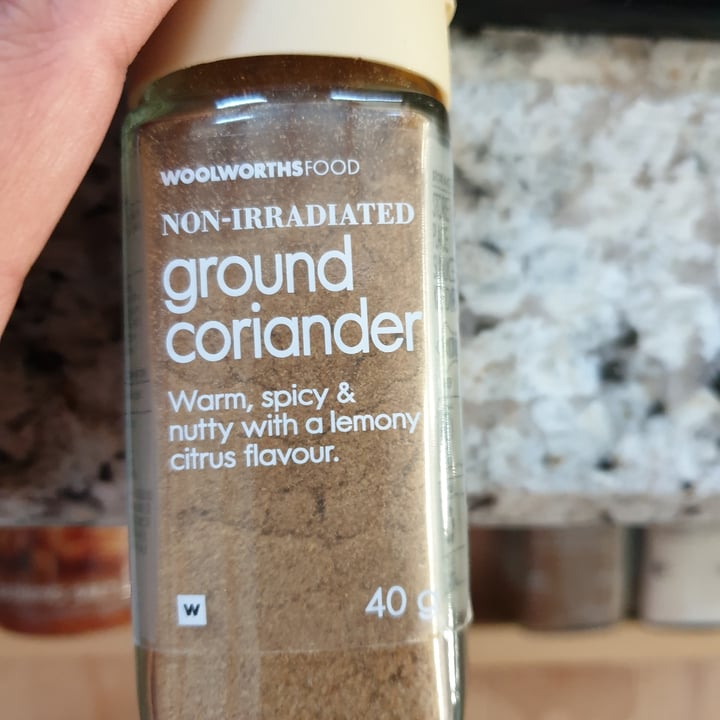 WOOLWORTHSFOOD
NON-IRRADIATED
ground
coriander
Warm, spicy &
nutty with a lemony
citrus flavour.
W
40 g